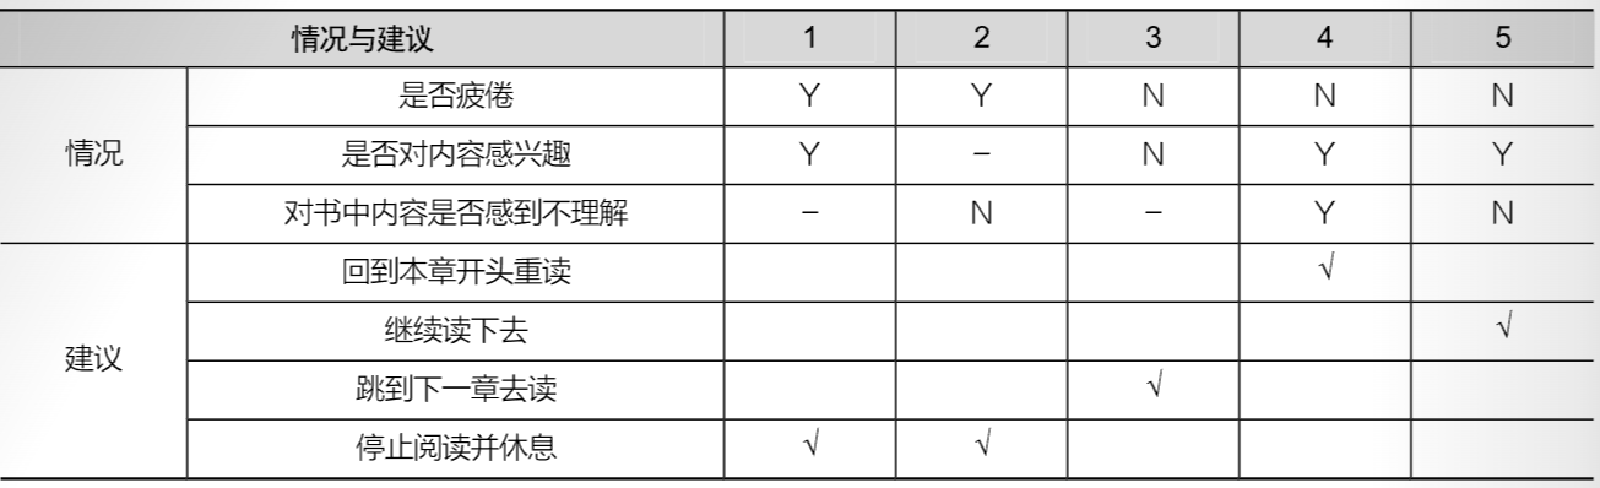 情况与建议 1 2 3 4 5
情况
是否疲倦 Y Y N N N
是否对内容感兴趣 Y – N Y Y
对书中内容是否感到不理解 – N – Y N
建议
回到本章开头重读 √
继续读下去 √
跳到下一章去读 √
停止阅读并休息 √ √